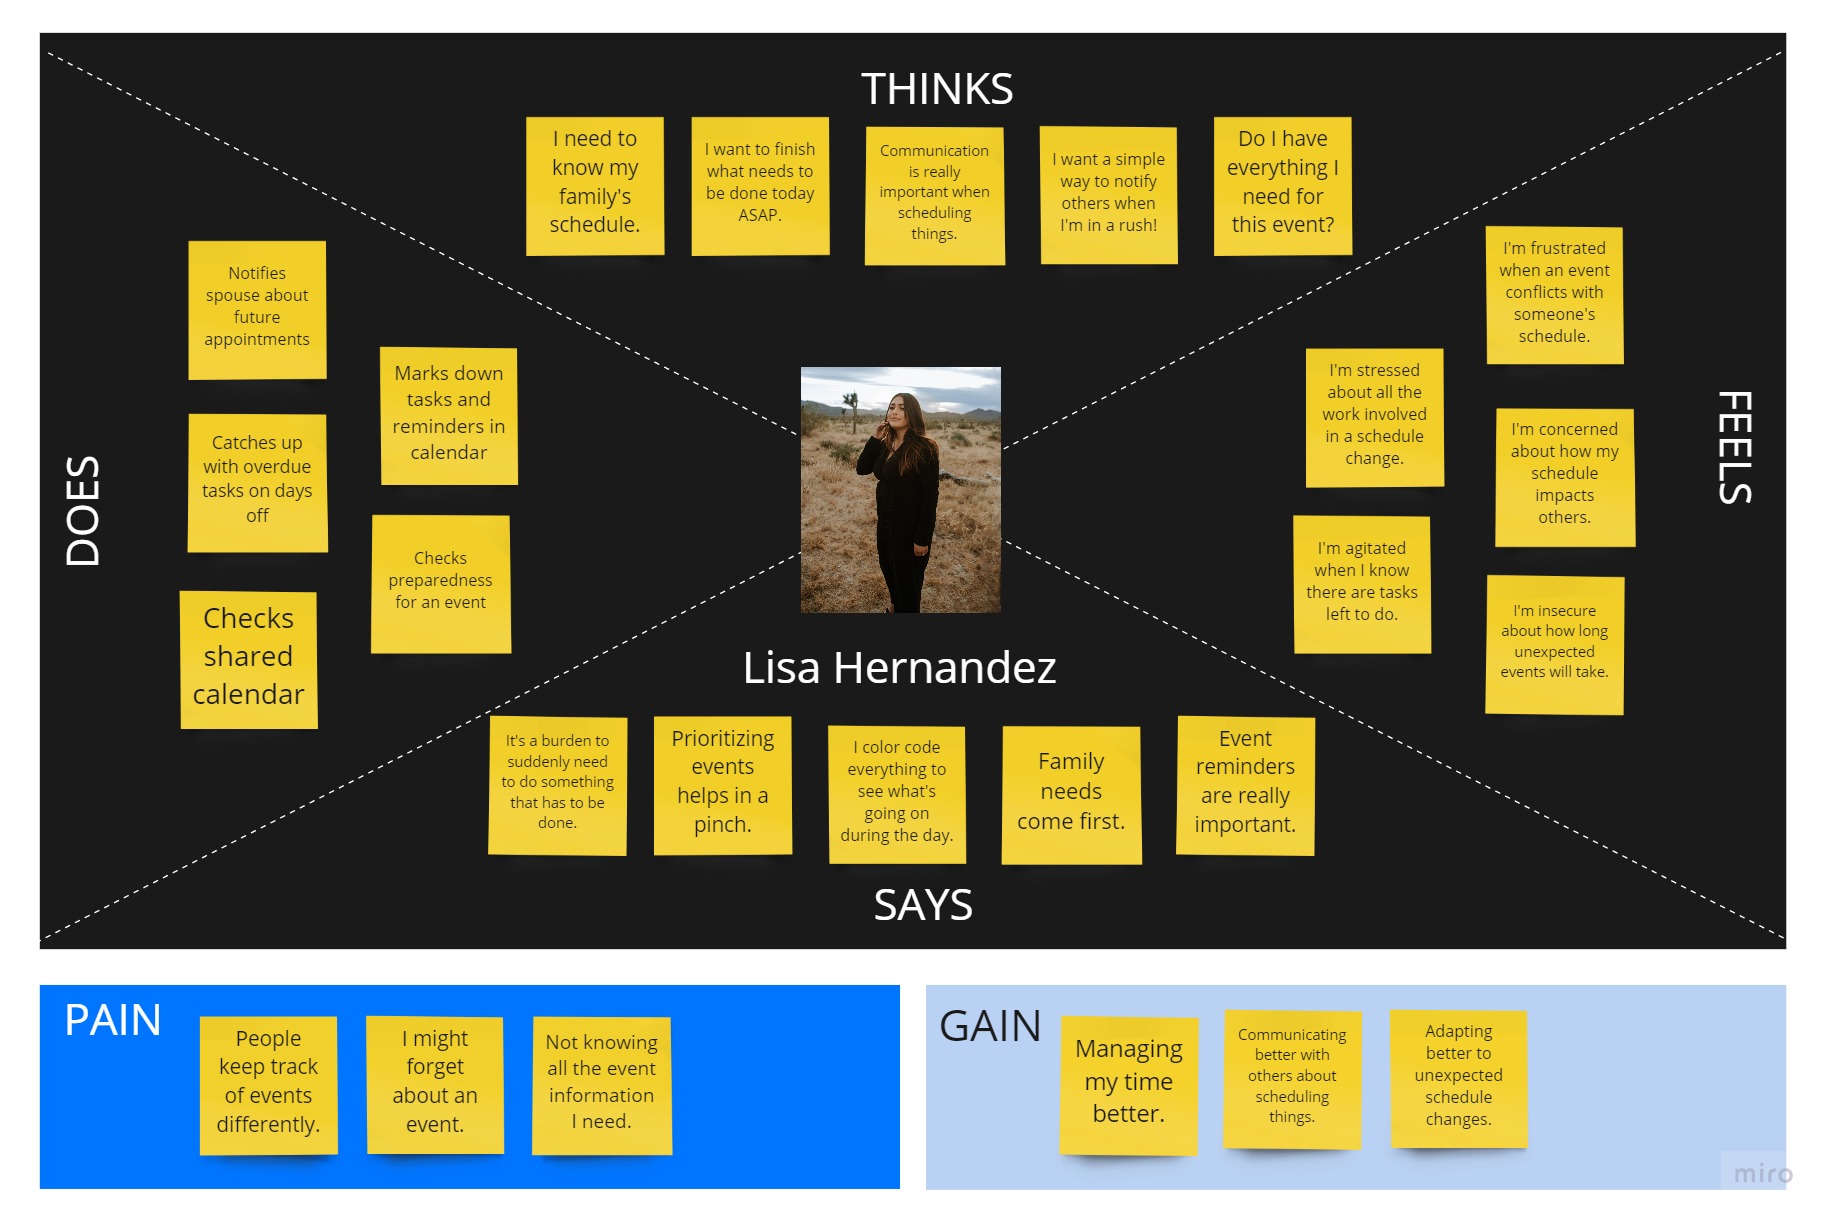 THINKS
I need to
know my
family's
schedule.
I want to finish
what needs to
be done today
ASAP.
Communication
is really
important when
scheduling
things.
I want a simple
way to notify
others when
I'm in a rush!
Do I have
everything I
need for
this event?
DOES
Notifies
spouse about
future
appointments
Marks down
tasks and
reminders in
calendar
Catches up
with overdue
tasks on days
off
Checks
preparedness
for an event
Checks
shared
calendar
FEELS
I'm frustrated
when an event
conflicts with
someone's
schedule.
I'm stressed
about all the
work involved
in a schedule
change.
I'm concerned
about how my
schedule
impacts
others.
I'm agitated
when I know
there are tasks
left to do.
I'm insecure
about how long
unexpected
events will take.
Lisa Hernandez
It's a burden to
suddenly need
to do something
that has to be
done.
Prioritizing
events
helps in a
pinch.
I color code
everything to
see what's
going on
during the day.
Family
needs
come first.
Event
reminders
are really
important.
SAYS
PAIN
People
keep track
of events
differently.
I might
forget
about an
event.
Not knowing
all the event
information
I need.
GAIN
Managing
my time
better.
Communicating
better with
others about
scheduling
things.
Adapting
better to
unexpected
schedule
changes.
miro